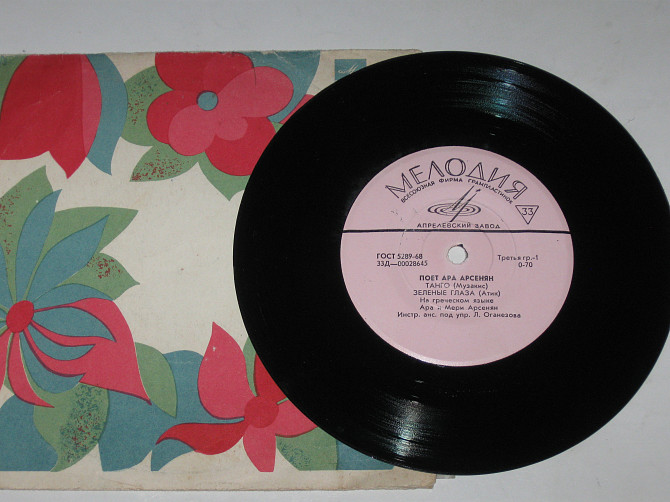 МЕЛОДИЯ
ВСЕСОЮЗНАЯ ФИРМА ГРАМПЛАСТИНОК
33
АПРЕЛЕВСКИЙ ЗАВОД
ГОСТ 5289-68
33Д—00028645
Третья гр.-1
0-70
ПОЕТ АРА АРСЕНЯН
ТАНГО (Музакис)
ЗЕЛЕНЫЕ ГЛАЗА (Атик)
На греческом языке
Ара и Мери Арсенян
Инстр. анс. под упр. Л. Оганезова